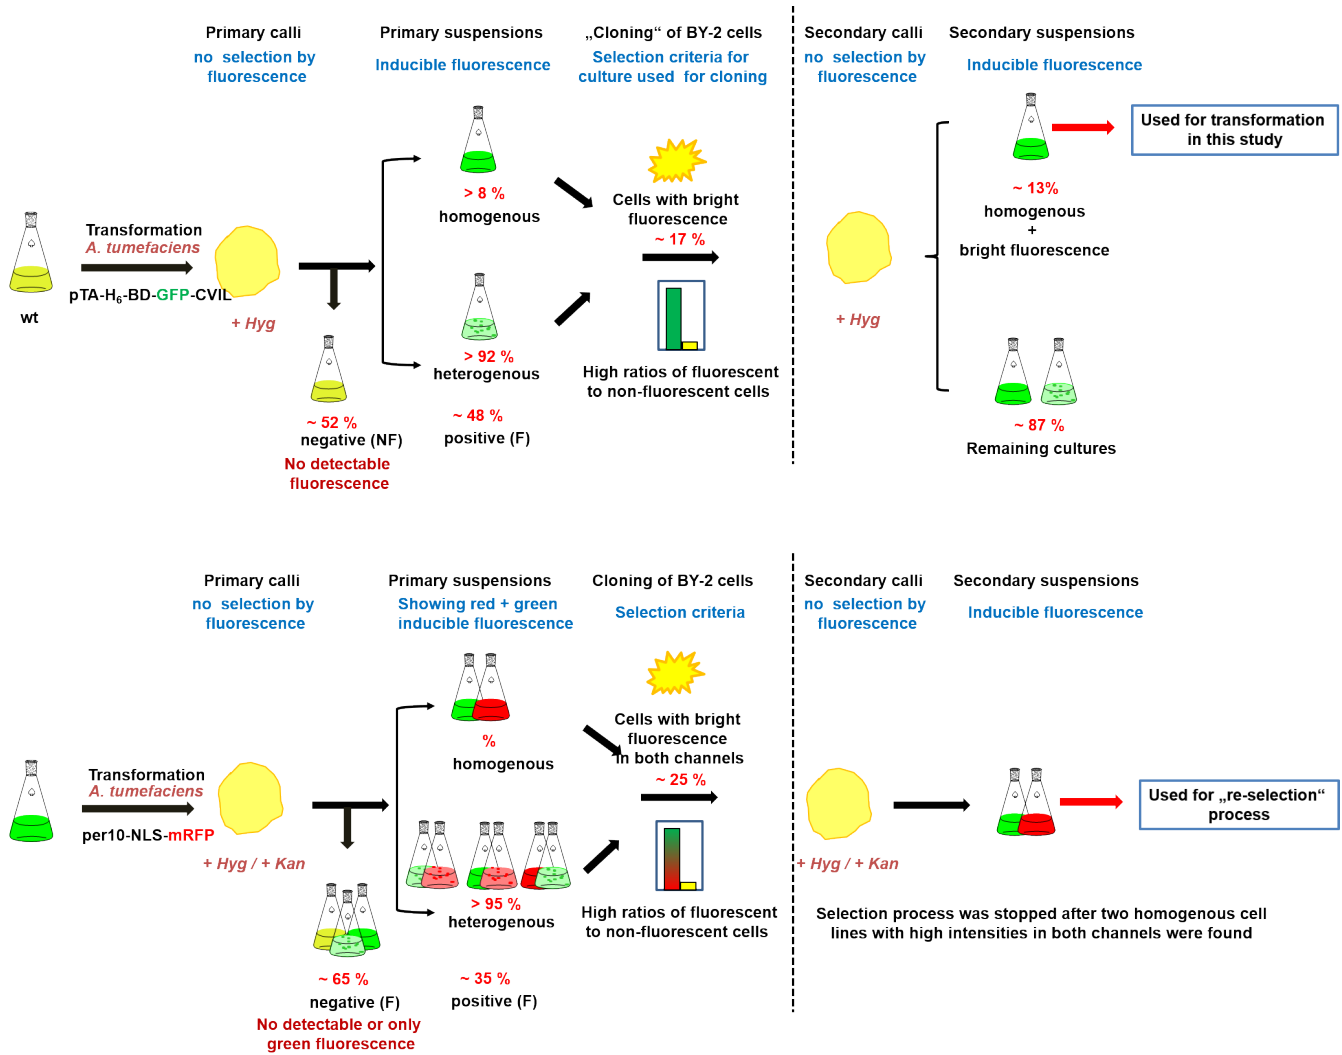 Primary calli
no selection by
fluorescence
Primary suspensions
Inducible fluorescence
„Cloning“ of BY-2 cells
Selection criteria for
culture used for cloning
Secondary calli
no selection by
fluorescence
Secondary suspensions
Inducible fluorescence
Used for transformation
in this study
> 8 %
homogenous
Cells with bright
fluorescence
~ 17 %
~ 13%
homogenous
+
bright fluorescence
Transformation
A. tumefaciens
pTA-H6-BD-GFP-CVIL
wt
+ Hyg
+ Hyg
> 92 %
heterogenous
High ratios of fluorescent
to non-fluorescent cells
~ 52 %
negative (NF)
No detectable
fluorescence
~ 48 %
positive (F)
~ 87 %
Remaining cultures
Primary calli
no selection by
fluorescence
Primary suspensions
Showing red + green
inducible fluorescence
Cloning of BY-2 cells
Selection criteria
Secondary calli
no selection by
fluorescence
Secondary suspensions
Inducible fluorescence
%
homogenous
Cells with bright
fluorescence
in both channels
~ 25 %
Transformation
A. tumefaciens
per10-NLS-mRFP
+ Hyg / + Kan
+ Hyg / + Kan
Used for „re-selection“
process
> 95 %
heterogenous
High ratios of fluorescent
to non-fluorescent cells
Selection process was stopped after two homogenous cell
lines with high intensities in both channels were found
~ 65 %
negative (F)
No detectable or only
green fluorescence
~ 35 %
positive (F)